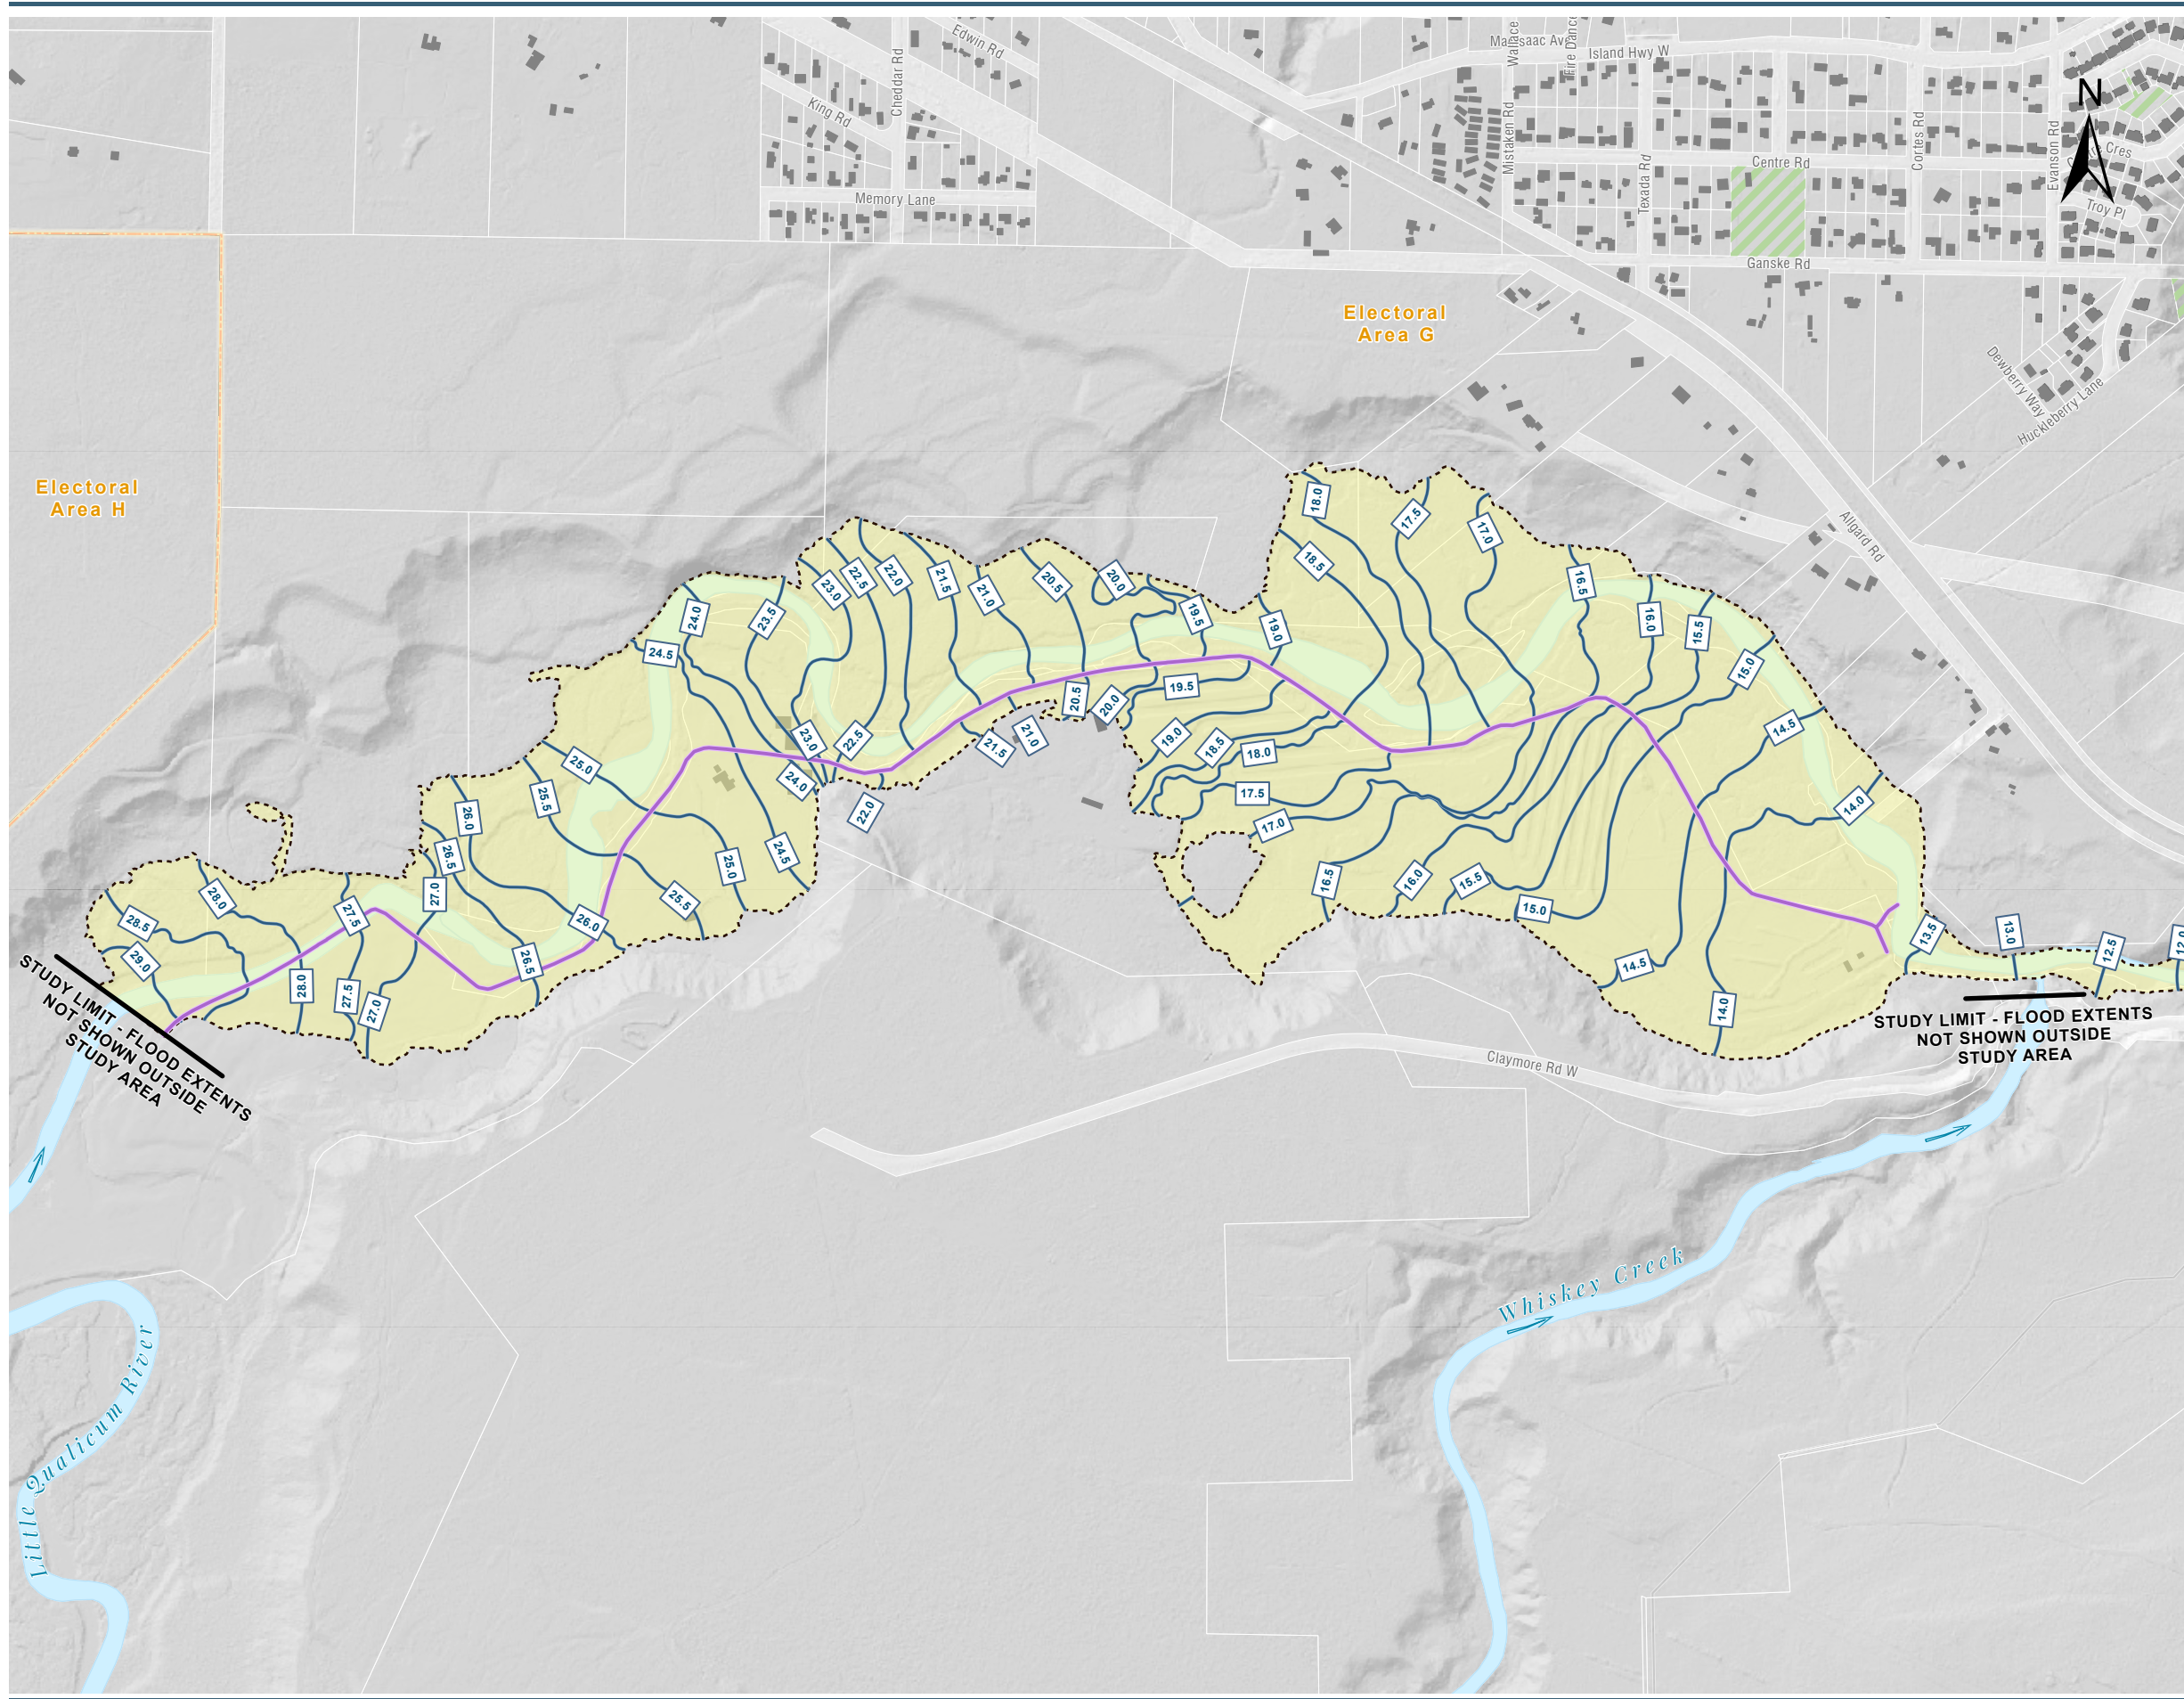 Edwin Rd
Cheddar Rd
King Rd
Memory Lane
Wallace
Island Hwy W
Mistaken Rd
Texada Rd
Centre Rd
Cortes Rd
Evanson Rd
N
Cres
Troy Pl
Ganske Rd
Electoral
Area G
Dewberry Way
Huckleberry Lane
Allgard Rd
Electoral
Area H
18.0
17.5
17.0
18.5
16.5
16.0
15.5
15.0
14.5
14.0
24.0
24.5
23.5
23.0
22.5
22.0
21.5
21.0
20.5
20.0
19.5
19.0
20.5
20.0
19.5
21.0
21.5
19.0
18.5
18.0
17.5
17.0
16.5
16.0
15.5
15.0
14.5
14.0
23.0
22.5
24.0
22.0
24.5
25.0
25.5
26.0
26.5
27.0
25.0
25.5
26.0
26.5
28.0
28.5
29.0
27.5
28.0
27.5
27.0
13.5
13.0
12.5
12.0
STUDY LIMIT - FLOOD EXTENTS
NOT SHOWN OUTSIDE
STUDY AREA
STUDY LIMIT - FLOOD EXTENTS
NOT SHOWN OUTSIDE
STUDY AREA
Claymore Rd W
Whiskey Creek
Little Qualicum River